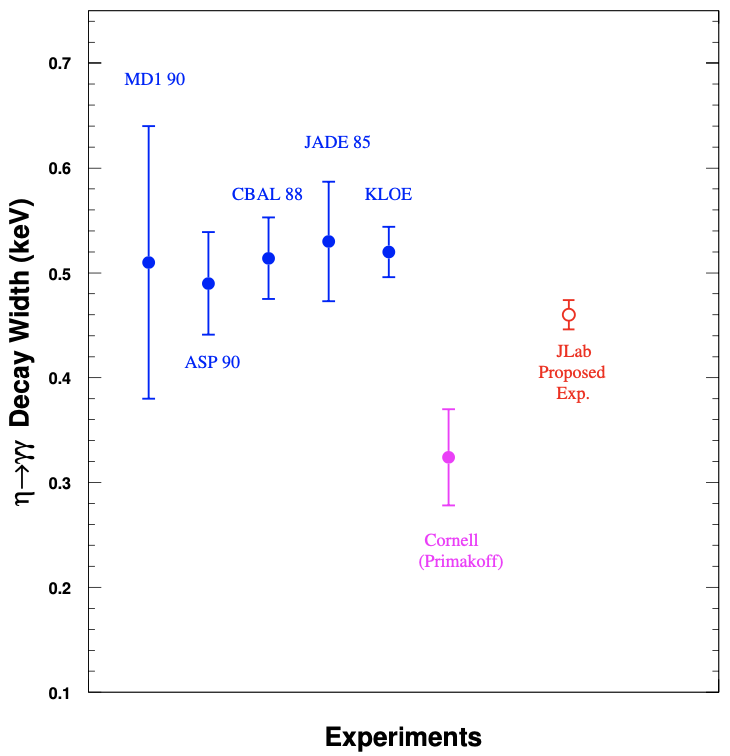 0.7
MD1 90
JADE 85
0.6
CBAL 88
KLOE
0.5
ASP 90
JLab
Proposed
Exp.
0.4
0.3
Cornell
(Primakoff)
0.2
0.1
η→γγ Decay Width (keV)
Experiments